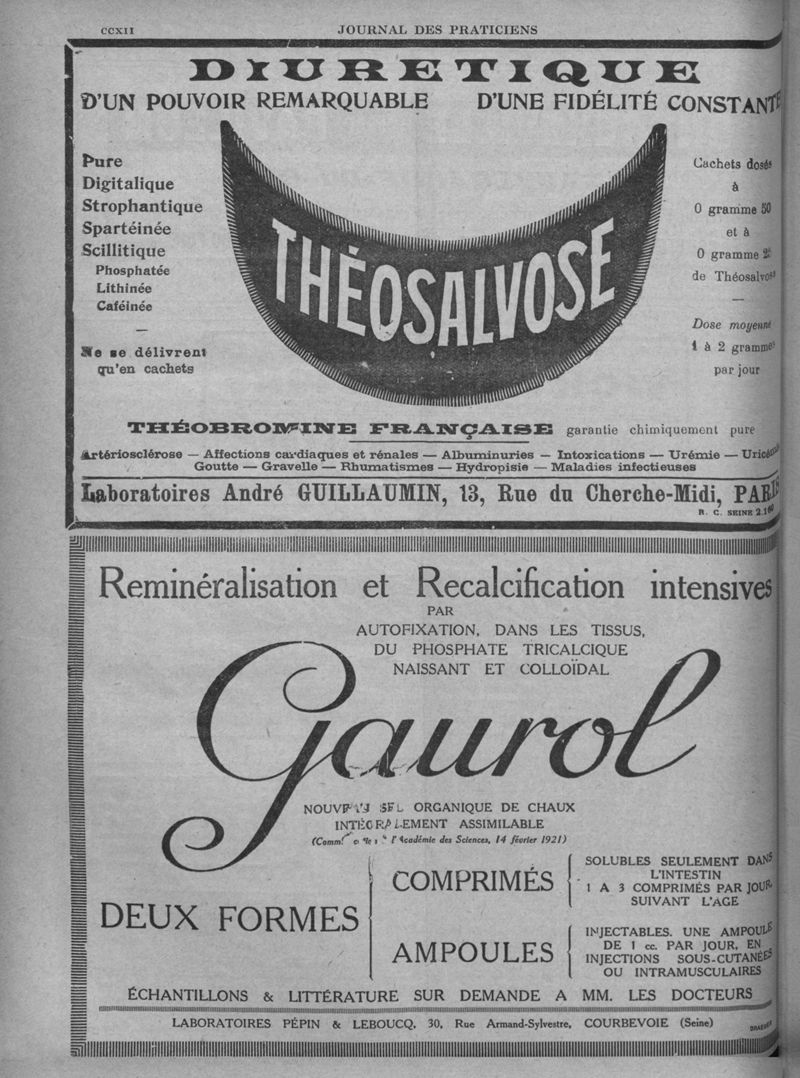 CCXII
JOURNAL DES PRATICIENS
DIURETIQUE
D'UN POUVOIR REMARQUABLE D'UNE FIDÉLITÉ CONSTANTE
Pure
Digitalique
Strophantique
Spartéinée
Scillitique
Phosphatée
Lithinée
Caféinée
—
Ne se délivrent
qu'en cachets
THÉOSALVOSE
Cachets dosés
à
0 gramme 50
et à
0 gramme 25
de Théosalvose
—
Dose moyenne
1 à 2 grammes
par jour
THÉOBROMINE FRANÇAISE garantie chimiquement pure
Artériosclérose — Affections cardiaques et rénales — Albuminuries — Intoxications — Urémie — Uricémie
Goutte — Gravelle — Rhumatismes — Hydropisie — Maladies infectieuses
Laboratoires André GUILLAUMIN, 13, Rue du Cherche-Midi, PARIS
R. C. SEINE
Reminéralisation et Recalcification intensives
PAR
AUTOFIXATION, DANS LES TISSUS,
DU PHOSPHATE TRICALCIQUE
NAISSANT ET COLLOÏDAL
Gaurol
NOUVEAU SEL ORGANIQUE DE CHAUX
INTÉGRALEMENT ASSIMILABLE
l'Académie des Sciences, 14 février 1921)
DEUX FORMES
COMPRIMÉS
SOLUBLES SEULEMENT DANS
L'INTESTIN
1 A 3 COMPRIMÉS PAR JOUR,
SUIVANT L'AGE
AMPOULES
INJECTABLES. UNE AMPOULE
DE 1 cc. PAR JOUR, EN
INJECTIONS SOUS-CUTANÉES
OU INTRAMUSCULAIRES
ÉCHANTILLONS & LITTÉRATURE SUR DEMANDE A MM. LES DOCTEURS
LABORATOIRES PÉPIN & LEBOUCQ, 30, Rue Armand-Sylvestre, COURBEVOIE (Seine)